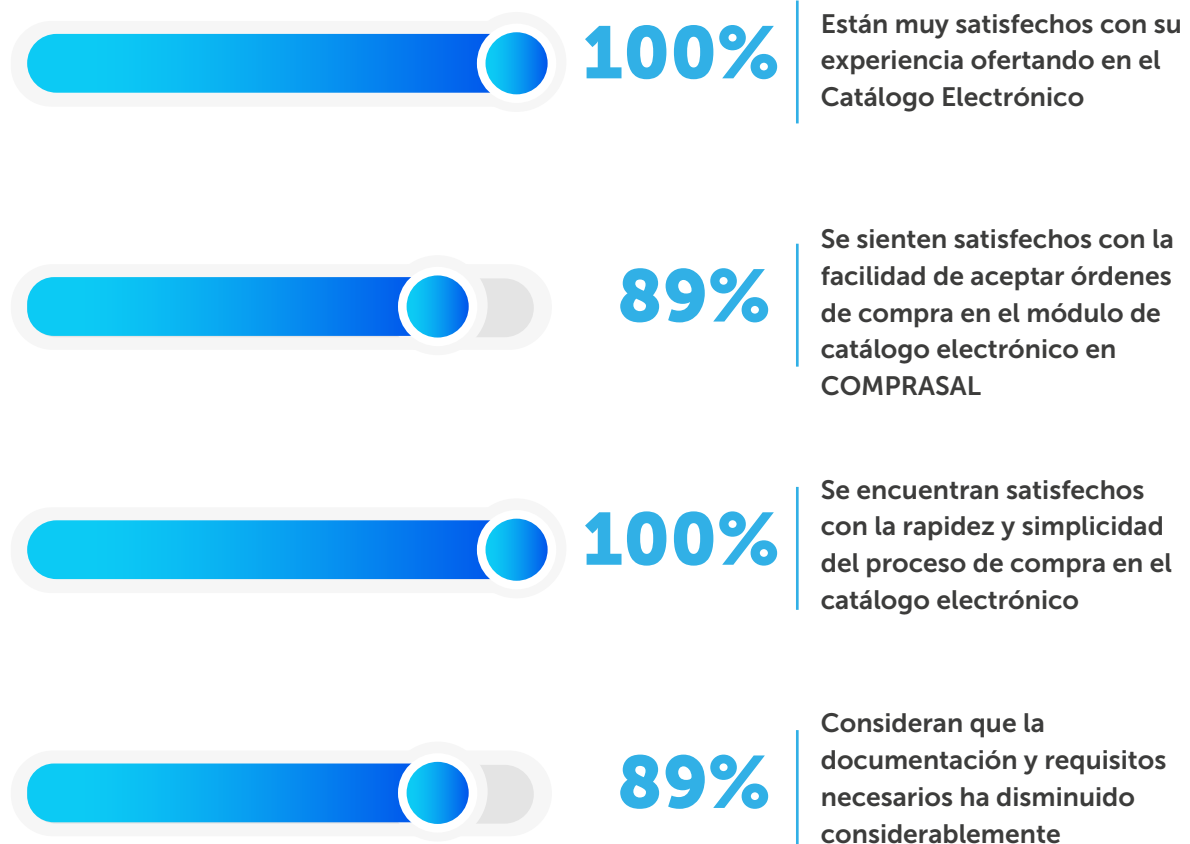 100%
Están muy satisfechos con su
experiencia ofertando en el
Catálogo Electrónico
89%
Se sienten satisfechos con la
facilidad de aceptar órdenes
de compra en el módulo de
catálogo electrónico en
COMPRASAL
100%
Se encuentran satisfechos
con la rapidez y simplicidad
del proceso de compra en el
catálogo electrónico
89%
Consideran que la
documentación y requisitos
necesarios ha disminuido
considerablemente